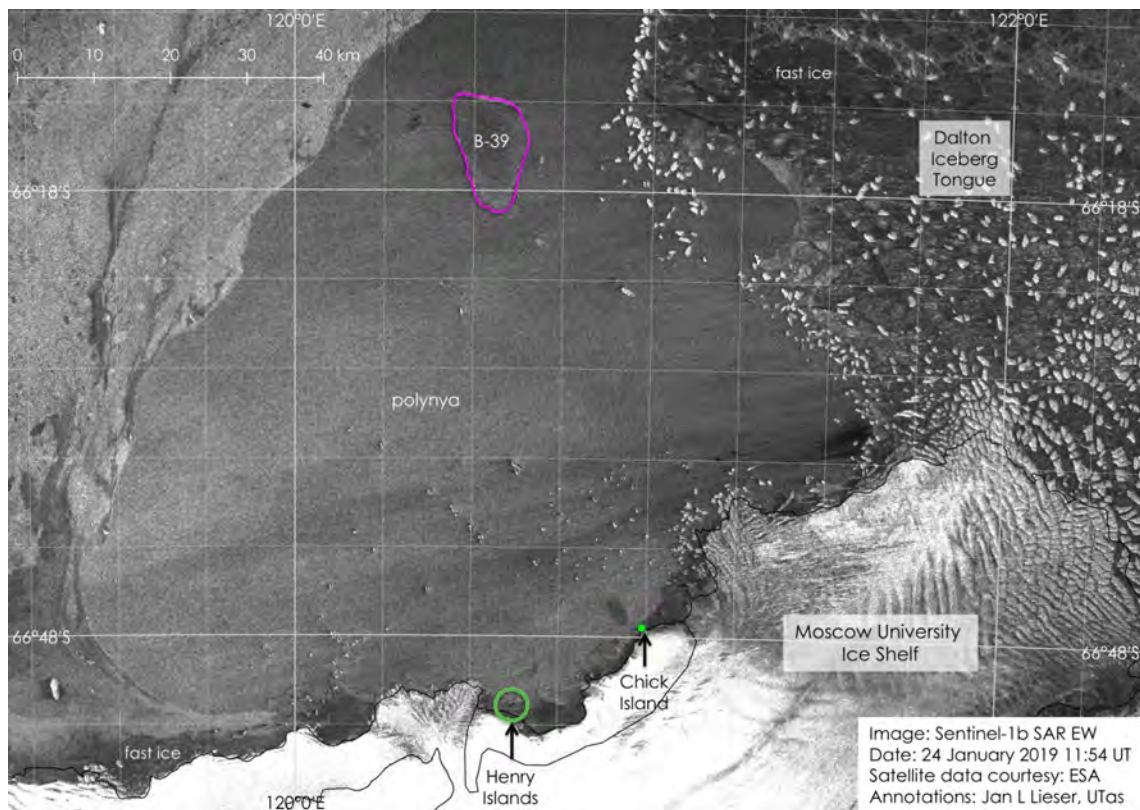 120°0'E
122°0'E
0 10 20 30 40 km
fast ice
B-39
Dalton
Iceberg
Tongue
66°18'S
66°18'S
polynya
66°48'S
Moscow University
Ice Shelf
66°48'S
Chick
Island
fast ice
Henry
Islands
120°0'E
Image: Sentinel-1b SAR EW
Date: 24 January 2019 11:54 UT
Satellite data courtesy: ESA
Annotations: Jan L Lieser, UTas